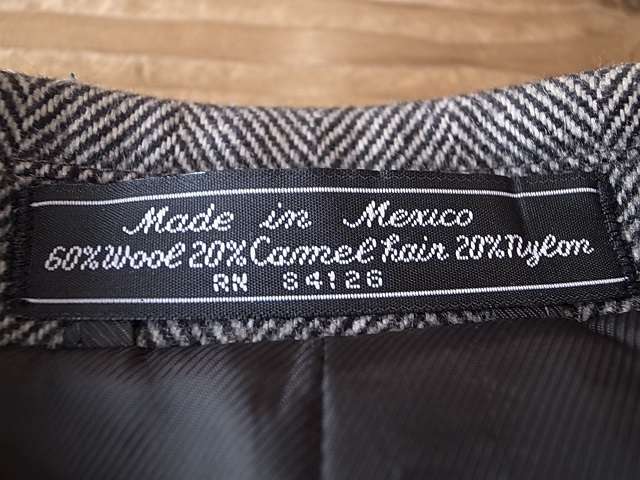 Made in Mexico
60% Wool 20% Camel hair 20% Nylon
RN 84126